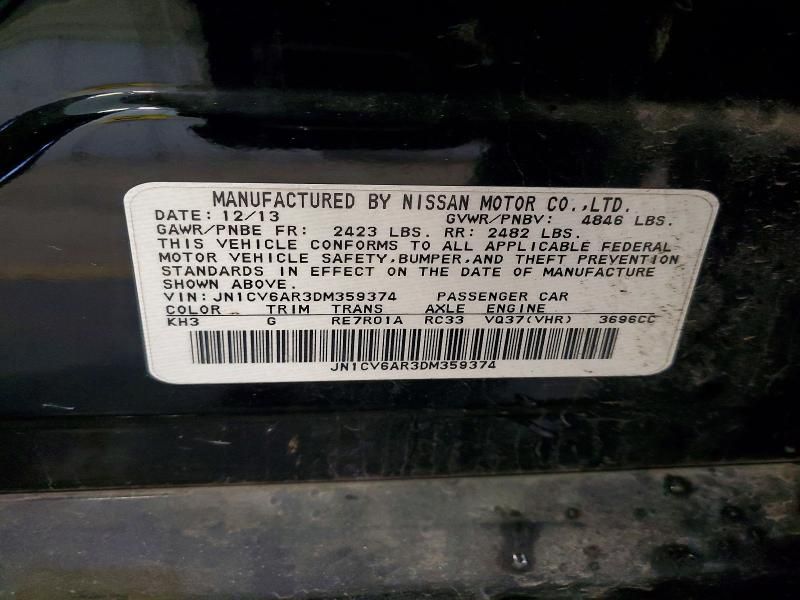 MANUFACTURED BY NISSAN MOTOR CO.,LTD.
DATE: 12/13 GVWR/PNBV: 4846 LBS.
GAWR/PNBE FR: 2423 LBS. RR: 2482 LBS.
THIS VEHICLE CONFORMS TO ALL APPLICABLE FEDERAL
MOTOR VEHICLE SAFETY,BUMPER,AND THEFT PREVENTION
STANDARDS IN EFFECT ON THE DATE OF MANUFACTURE
SHOWN ABOVE.
VIN: JN1CV6AR3DM359374 PASSENGER CAR
COLOR TRIM TRANS AXLE ENGINE
KH3 G RE7R01A RC33 VQ37(VHR) 3696CC
JN1CV6AR3DM359374